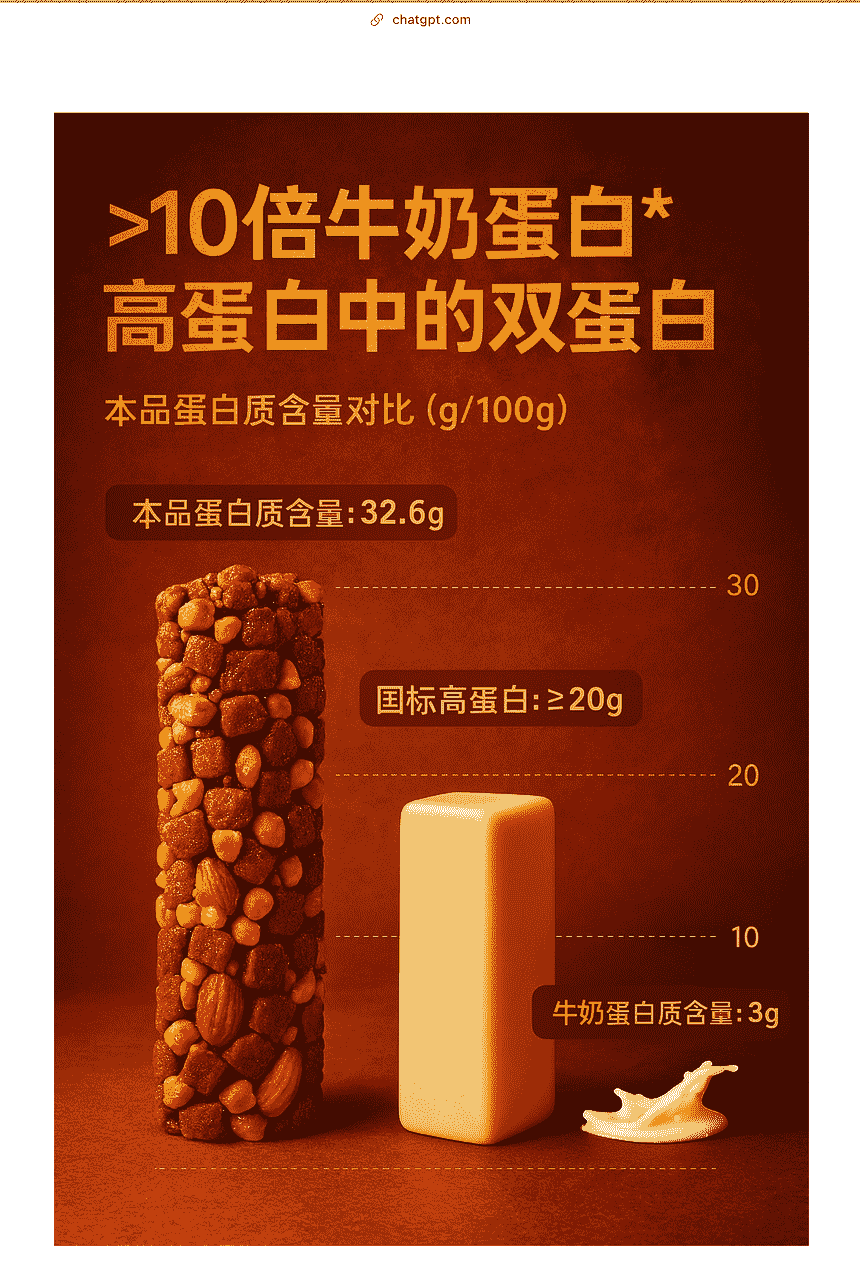 chatgpt.com
>10倍牛奶蛋白*
高蛋白中的双蛋白
本品蛋白质含量对比 (g/100g)
本品蛋白质含量:32.6g
30
国标高蛋白:≥20g
20
10
牛奶蛋白质含量:3g